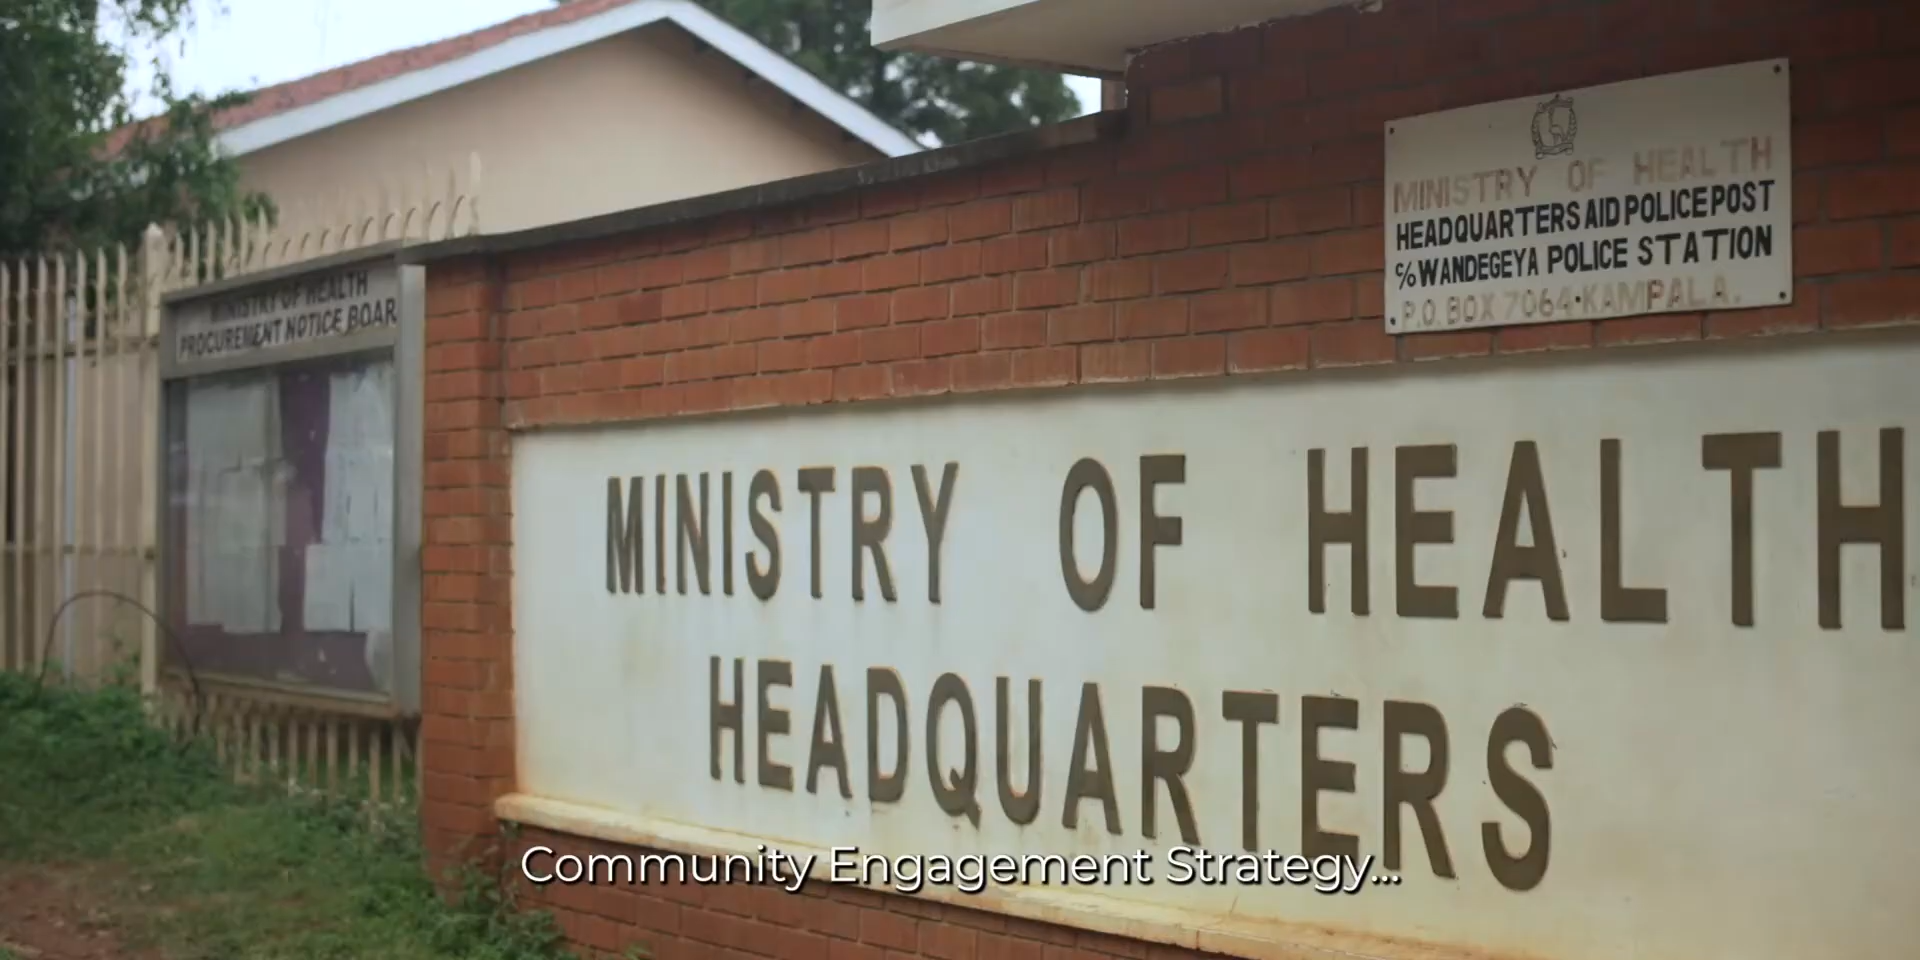 MINISTRY OF HEALTH
HEADQUARTERS AID POLICE POST
c/o WANDEGEYA POLICE STATION
P.O. BOX 7064 KAMPALA.
MINISTRY OF HEALTH
PROCUREMENT NOTICE BOAR
MINISTRY OF HEALTH
HEADQUARTERS
Community Engagement Strategy...